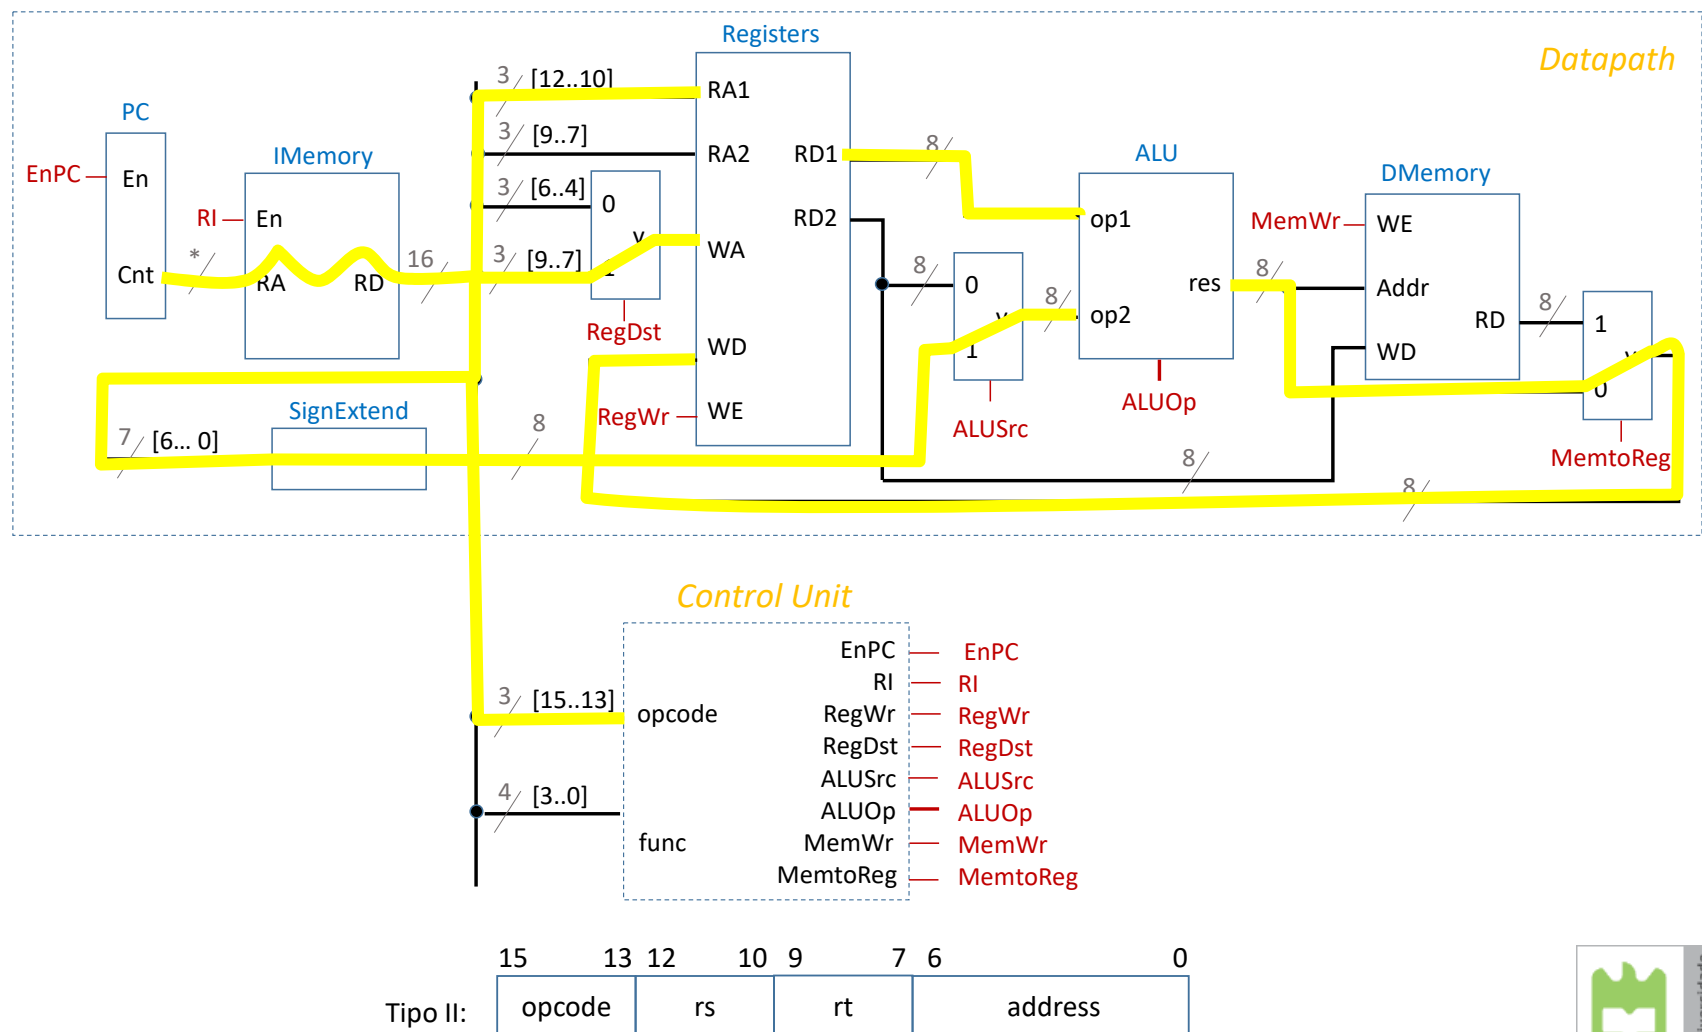 Datapath
Registers
PC
En
EnPC
Cnt
*
IMemory
RI
En
RA
RD
16
3 [12..10]
RA1
3 [9..7]
RA2
3 [6..4]
0
3 [9..7]
1
y
RegDst
WA
WD
RegWr
WE
RD1
RD2
8
8
0
1
y
8
ALUSrc
ALU
op1
op2
res
ALUOp
8
DMemory
MemWr
WE
Addr
WD
RD
8
1
y
0
MemtoReg
7 [6... 0]
SignExtend
8
8
8
Control Unit
3 [15..13]
opcode
4 [3..0]
func
EnPC EnPC
RI RI
RegWr RegWr
RegDst RegDst
ALUSrc ALUSrc
ALUOp ALUOp
MemWr MemWr
MemtoReg MemtoReg
15 13 12 10 9 7 6 0
Tipo II: opcode rs rt address